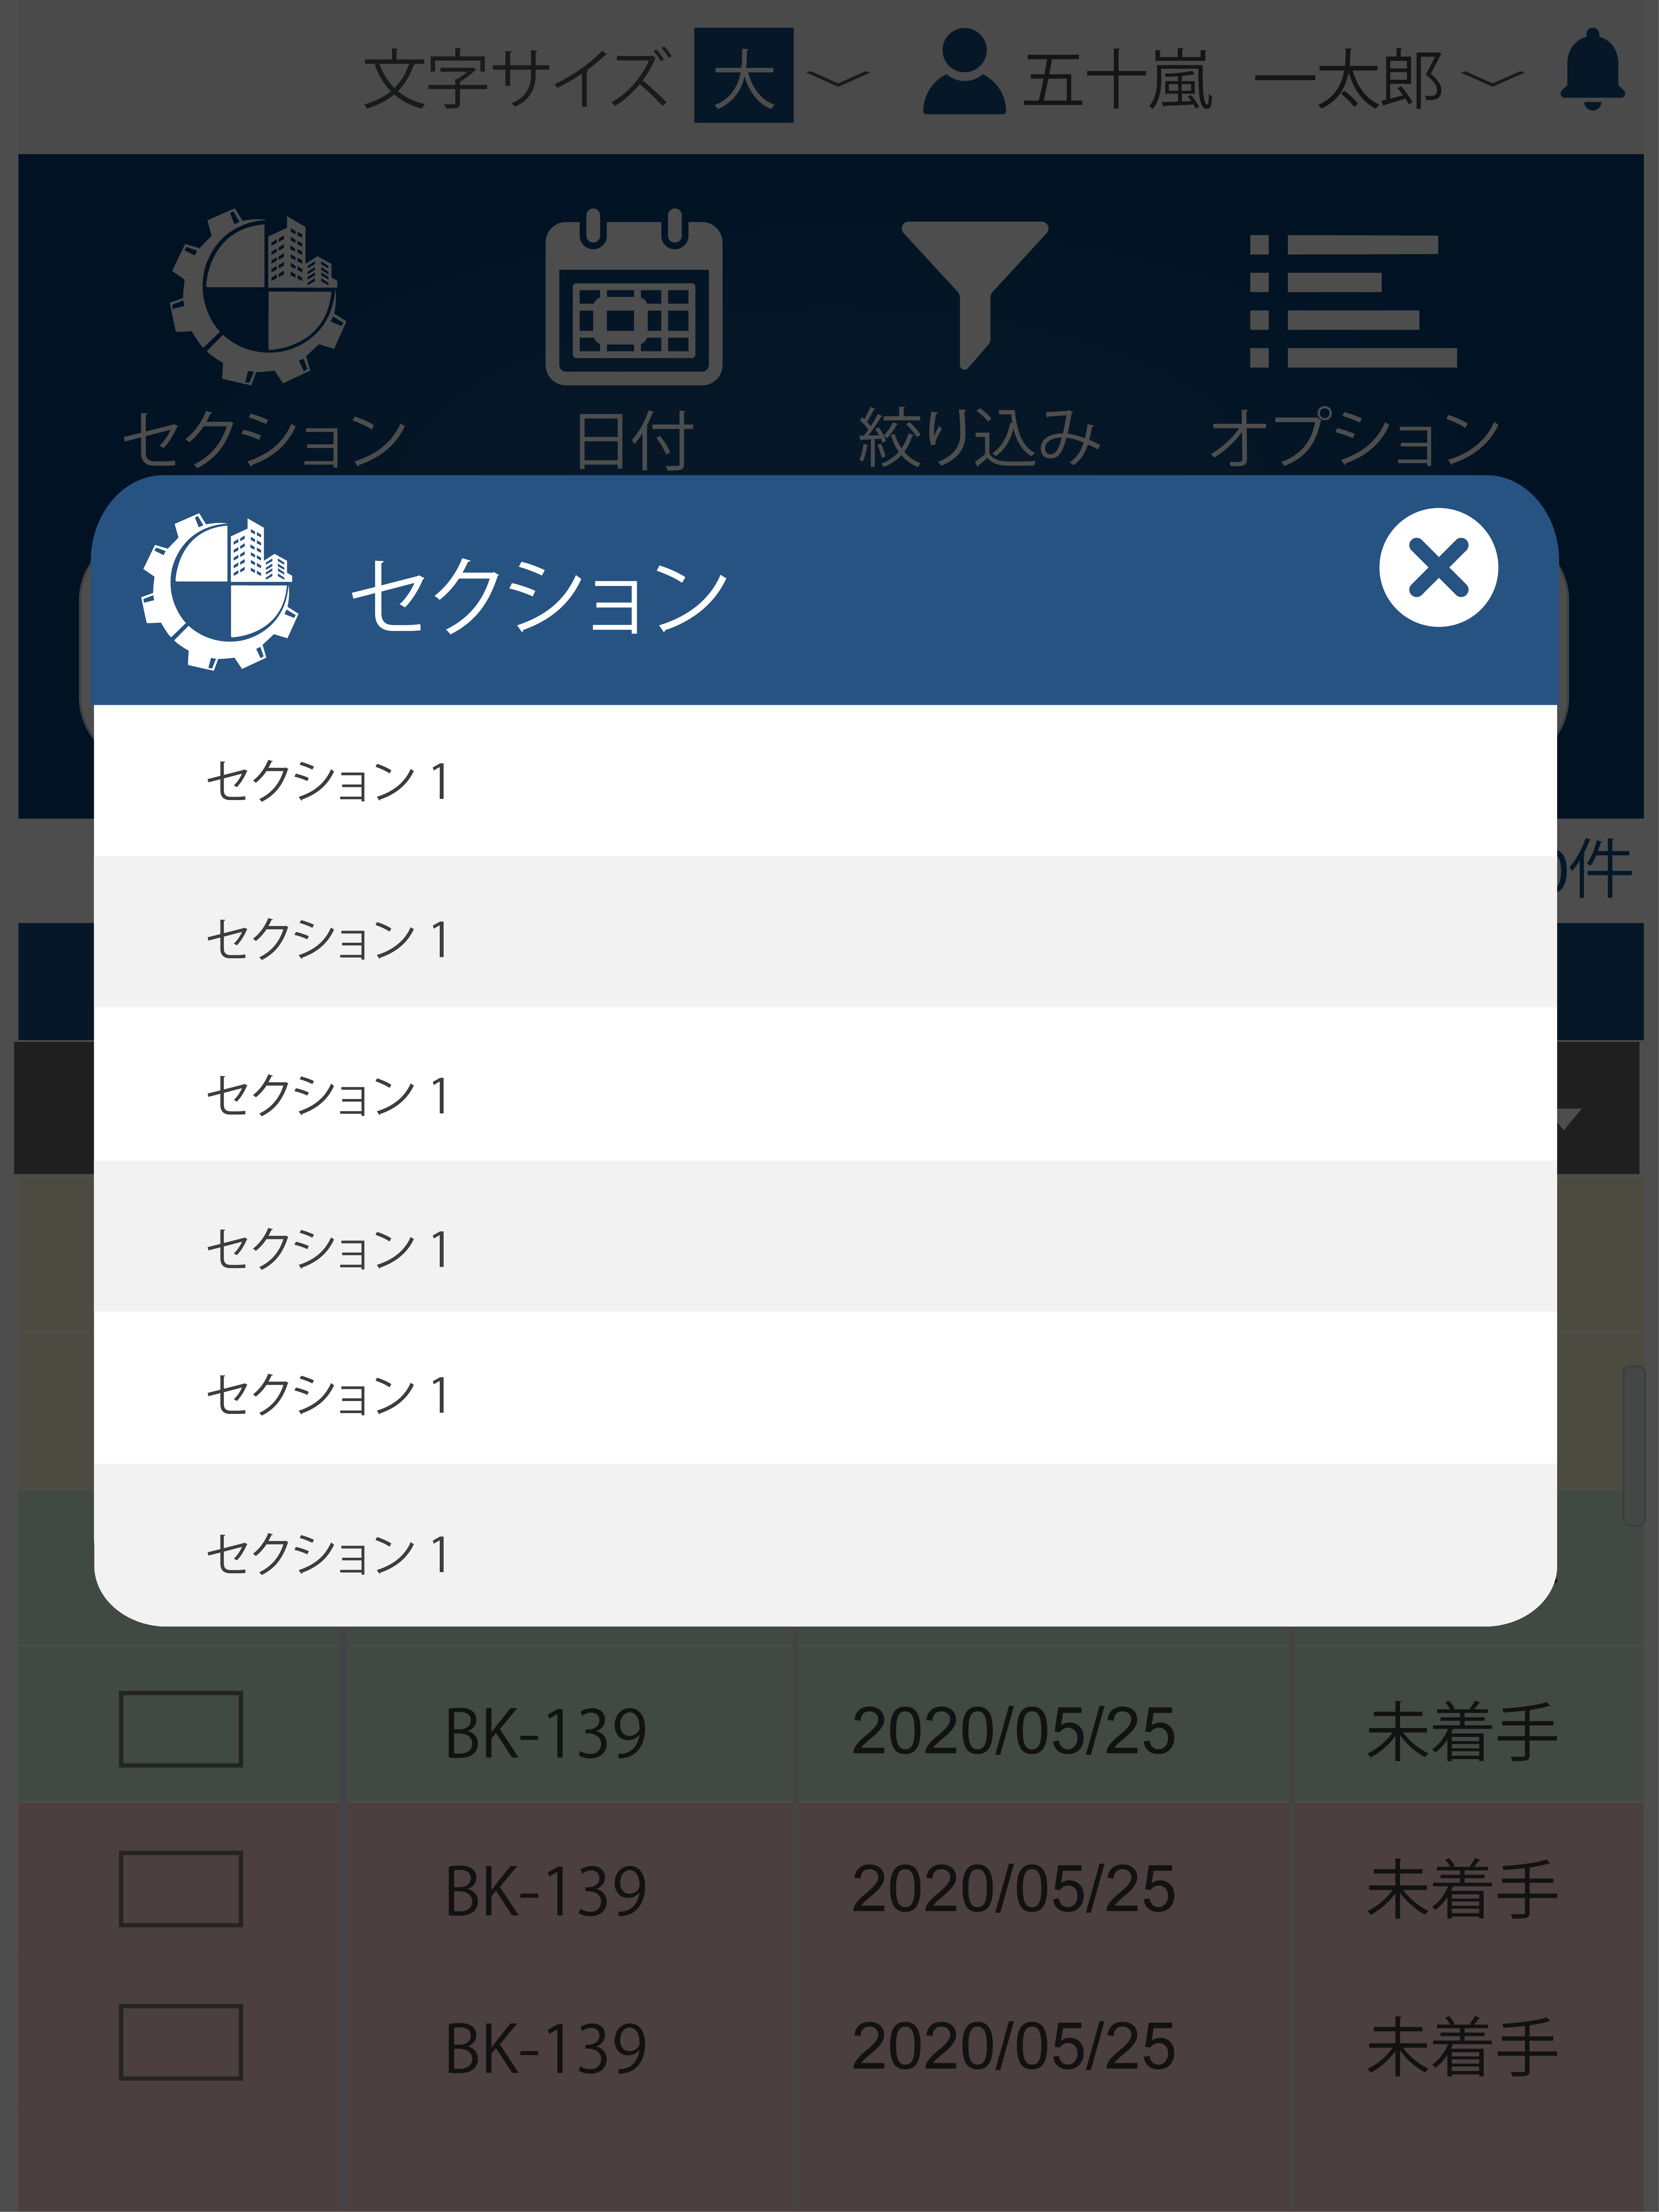 文字サイズ 大 五十嵐 一太郎
セクション 日付 絞り込み オプション
セクション
セクション 1
0件
セクション 1
セクション 1
セクション 1
セクション 1
セクション 1
BK-139 2020/05/25 未着手
BK-139 2020/05/25 未着手
BK-139 2020/05/25 未着手